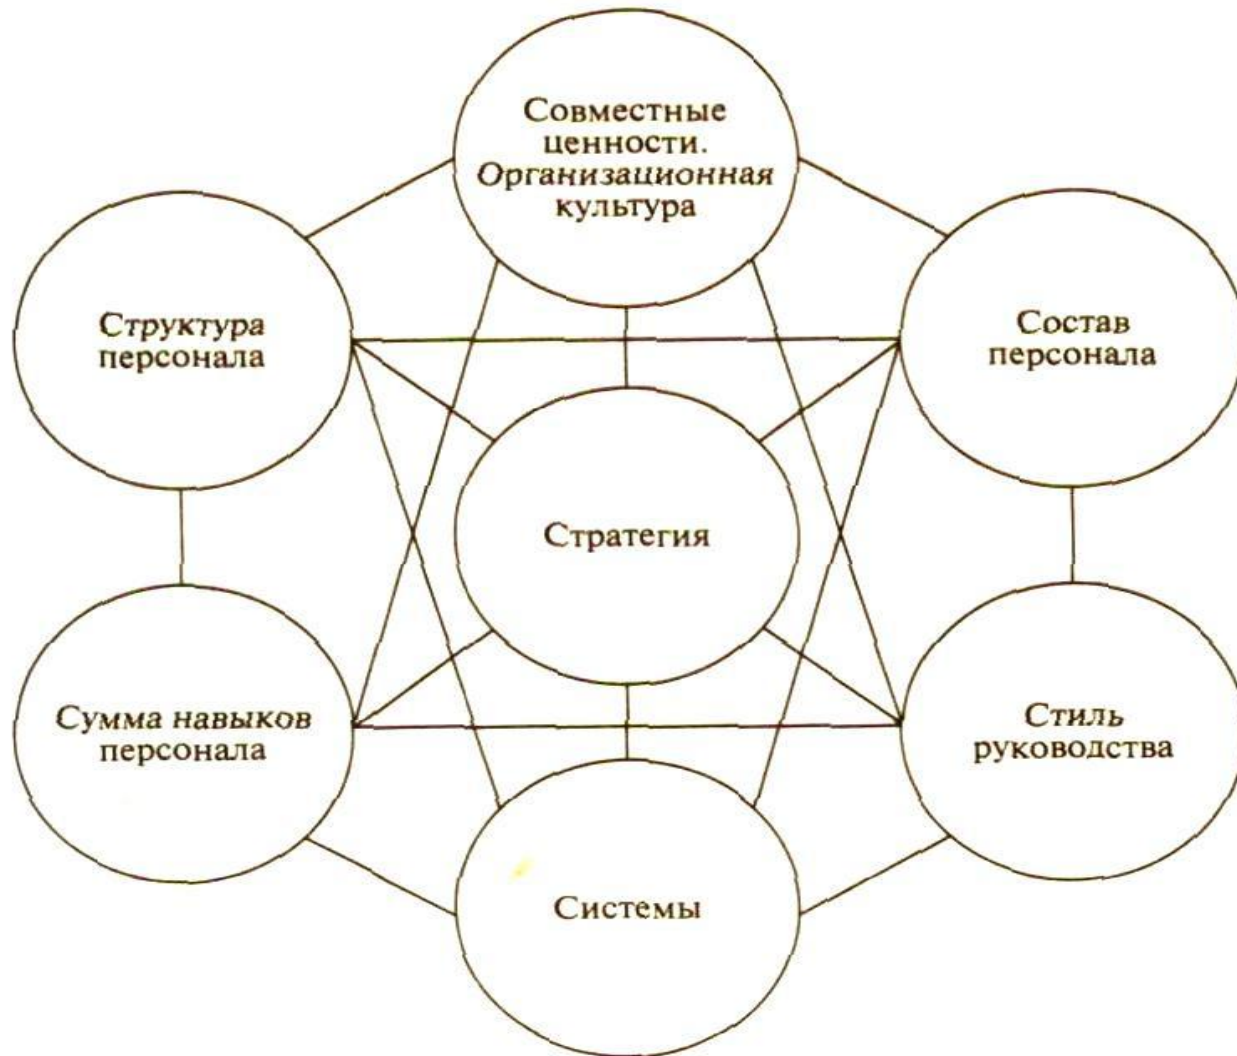 Совместные
ценности.
Организационная
культура
Структура
персонала
Состав
персонала
Стратегия
Сумма навыков
персонала
Стиль
руководства
Системы